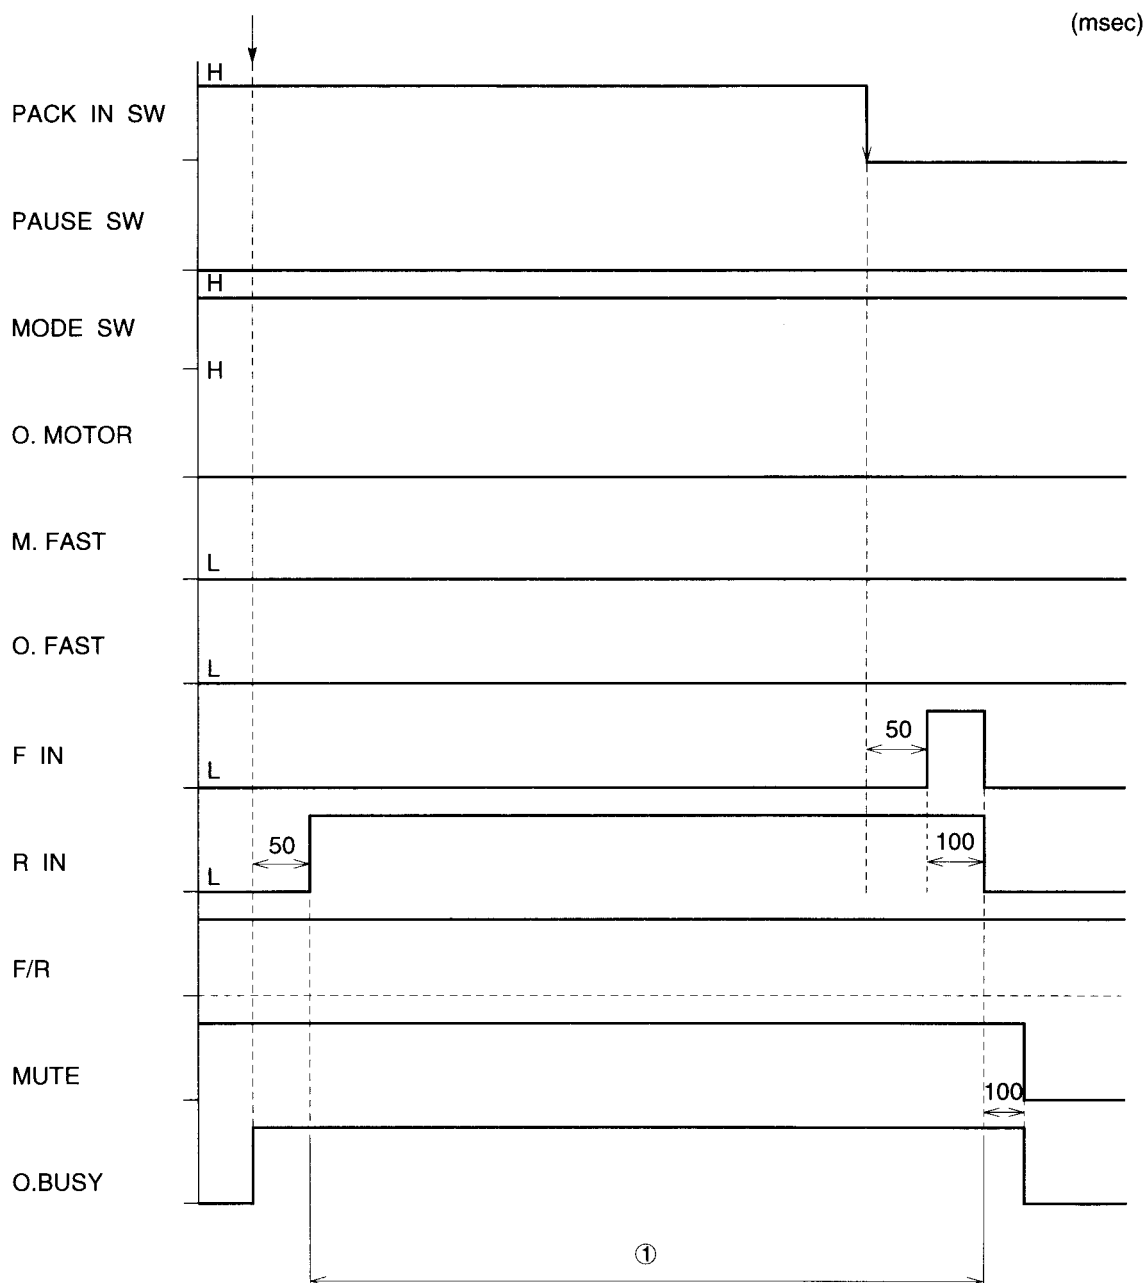 (msec)
H
PACK IN SW
PAUSE SW
H
MODE SW
H
O. MOTOR
M. FAST
L
O. FAST
L
50
F IN
L
50
100
R IN
L
F/R
MUTE
100
O.BUSY
①